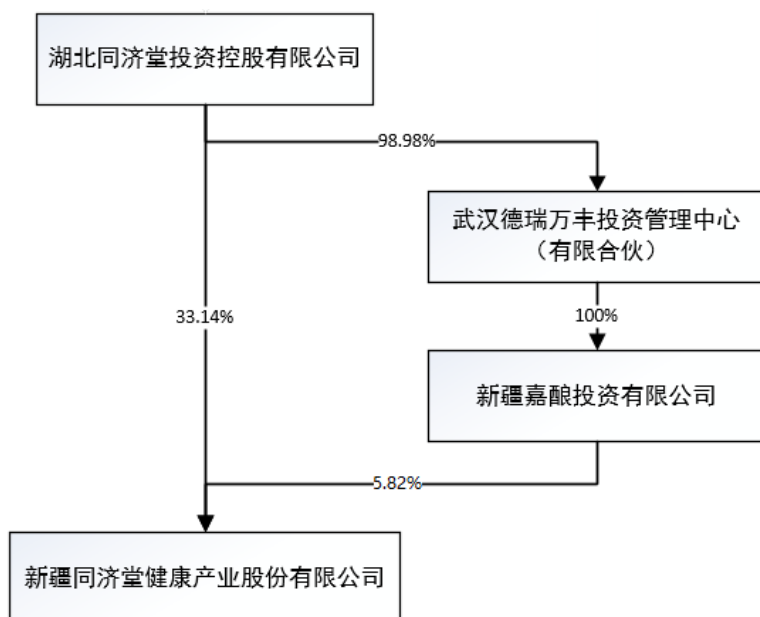 湖北同济堂投资控股有限公司
98.98%
武汉德瑞万丰投资管理中心
（有限合伙）
33.14%
100%
新疆嘉酿投资有限公司
5.82%
新疆同济堂健康产业股份有限公司